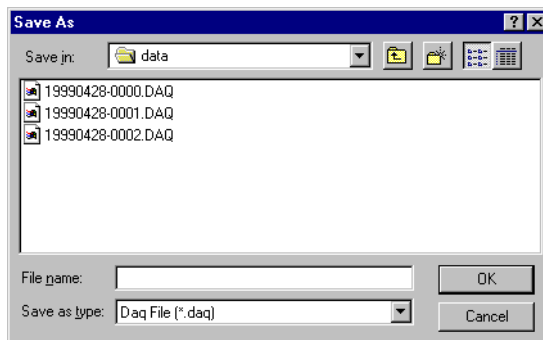 Save As
Save in: data
19990428-0000.DAQ
19990428-0001.DAQ
19990428-0002.DAQ
File name: OK
Save as type: Daq File (*.daq) Cancel